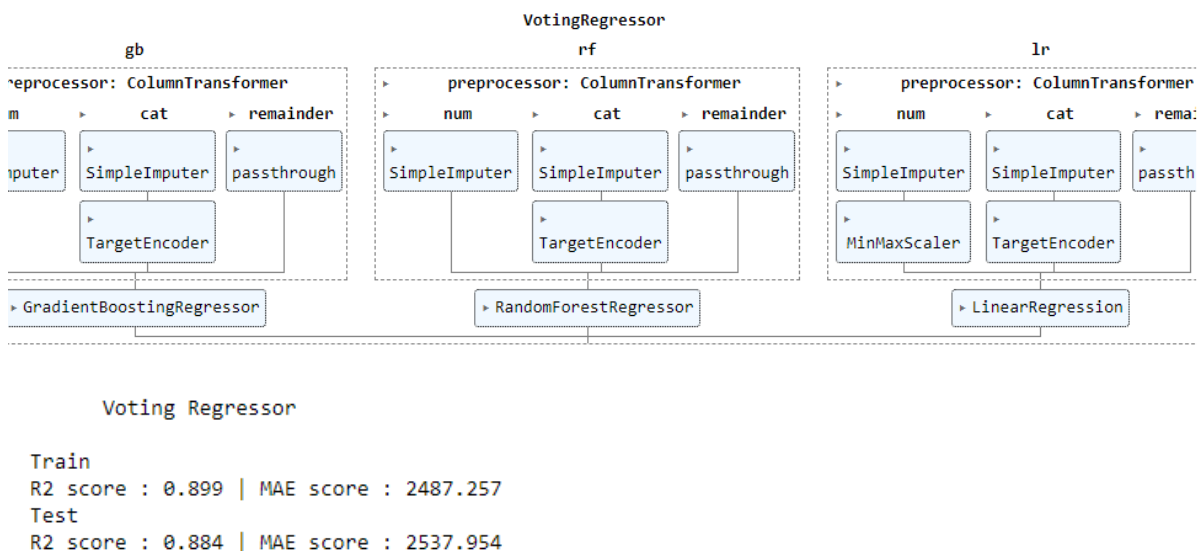 VotingRegressor
gb rf lr
reprocessor: ColumnTransformer ▸ preprocessor: ColumnTransformer ▸ preprocessor: ColumnTransformer
▸ cat ▸ remainder ▸ num ▸ cat ▸ remainder ▸ num ▸ cat ▸
▸ ▸ ▸ ▸ ▸ ▸ ▸ ▸
SimpleImputer passthrough SimpleImputer SimpleImputer passthrough SimpleImputer SimpleImputer passth
▸ ▸ ▸ ▸
TargetEncoder TargetEncoder MinMaxScaler TargetEncoder
▸ GradientBoostingRegressor ▸ RandomForestRegressor ▸ LinearRegression
Voting Regressor
Train
R2 score : 0.899 | MAE score : 2487.257
Test
R2 score : 0.884 | MAE score : 2537.954